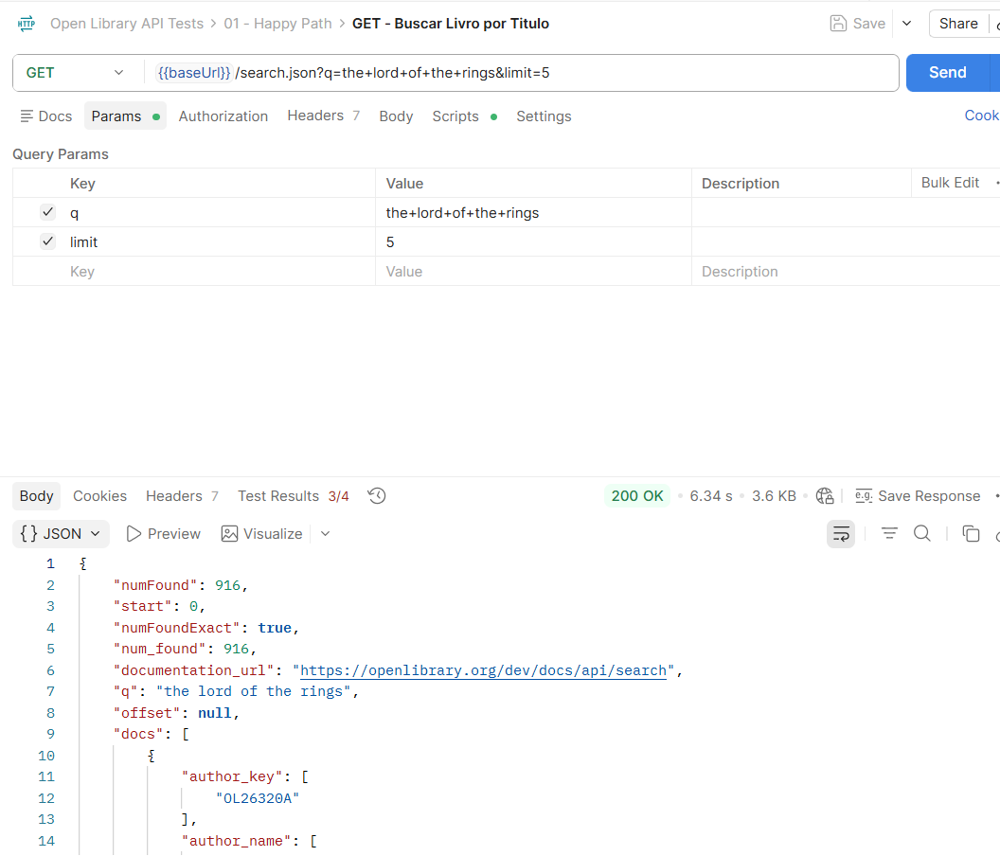 HTTP Open Library API Tests > 01 - Happy Path > GET - Buscar Livro por Titulo Save Share
GET {{baseUrl}} /search.json?q=the+lord+of+the+rings&limit=5 Send
Docs Params Authorization Headers 7 Body Scripts Settings Cook
Query Params
Key Value Description Bulk Edit
q the+lord+of+the+rings
limit 5
Key Value Description
Body Cookies Headers 7 Test Results 3/4 200 OK 6.34 s 3.6 KB e.g. Save Response
{} JSON Preview Visualize
1 {
2 "numFound": 916,
3 "start": 0,
4 "numFoundExact": true,
5 "num_found": 916,
6 "documentation_url": "https://openlibrary.org/dev/docs/api/search",
7 "q": "the lord of the rings",
8 "offset": null,
9 "docs": [
10 {
11 "author_key": [
12 "OL26320A"
13 ],
14 "author_name": [